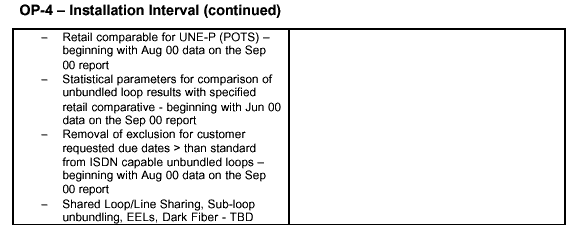 OP-4 – Installation Interval (continued)
– Retail comparable for UNE-P (POTS) –
beginning with Aug 00 data on the Sep
00 report
– Statistical parameters for comparison of
unbundled loop results with specified
retail comparative - beginning with Jun 00
data on the Sep 00 report
– Removal of exclusion for customer
requested due dates > than standard
from ISDN capable unbundled loops –
beginning with Aug 00 data on the Sep
00 report
– Shared Loop/Line Sharing, Sub-loop
unbundling, EELs, Dark Fiber - TBD